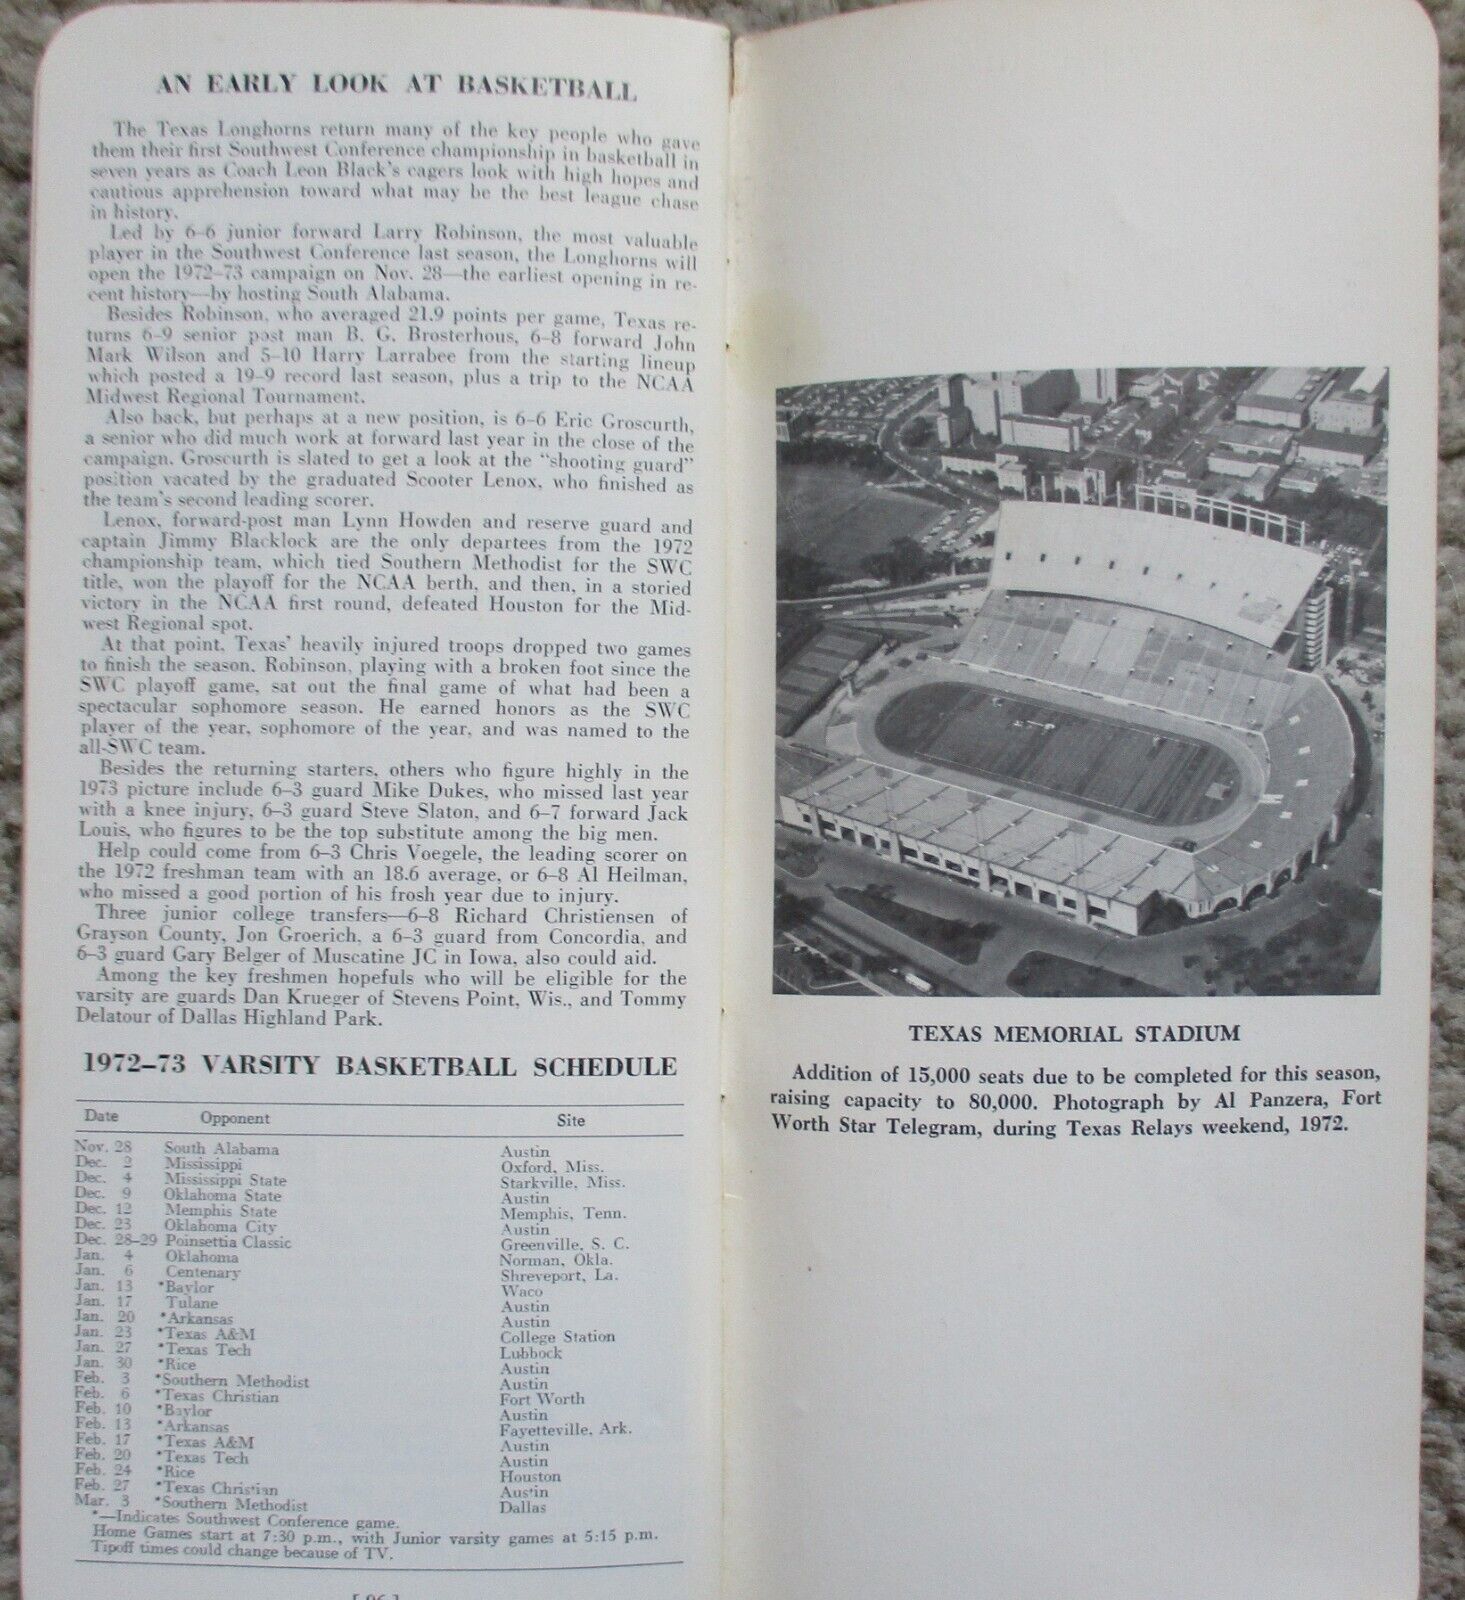 AN EARLY LOOK AT BASKETBALL
The Texas Longhorns return many of the key people who gave
them their first Southwest Conference championship in basketball in
seven years as Coach Leon Black's cagers look with high hopes and
cautious apprehension toward what may be the best league chase
in history.
Led by 6–6 junior forward Larry Robinson, the most valuable
player in the Southwest Conference last season, the Longhorns will
open the 1972–73 campaign on Nov. 28—the earliest opening in re-
cent history—by hosting South Alabama.
Besides Robinson, who averaged 21.9 points per game, Texas re-
turns 6–9 senior post man B. G. Brosterhous, 6–8 forward John
Mark Wilson and 5–10 Harry Larrabee from the starting lineup
which posted a 19–9 record last season, plus a trip to the NCAA
Midwest Regional Tournament.
Also back, but perhaps at a new position, is 6–6 Eric Groscurth,
a senior who did much work at forward last year in the close of the
campaign. Groscurth is slated to get a look at the "shooting guard"
position vacated by the graduated Scooter Lenox, who finished as
the team's second leading scorer.
Lenox, forward-post man Lynn Howden and reserve guard and
captain Jimmy Blacklock are the only departees from the 1972
championship team, which tied Southern Methodist for the SWC
title, won the playoff for the NCAA berth, and then, in a storied
victory in the NCAA first round, defeated Houston for the Mid-
west Regional spot.
At that point, Texas' heavily injured troops dropped two games
to finish the season. Robinson, playing with a broken foot since the
SWC playoff game, sat out the final game of what had been a
spectacular sophomore season. He earned honors as the SWC
player of the year, sophomore of the year, and was named to the
all-SWC team.
Besides the returning starters, others who figure highly in the
1973 picture include 6–3 guard Mike Dukes, who missed last year
with a knee injury, 6–3 guard Steve Slaton, and 6–7 forward Jack
Louis, who figures to be the top substitute among the big men.
Help could come from 6–3 Chris Voegele, the leading scorer on
the 1972 freshman team with an 18.6 average, or 6–8 Al Heilman,
who missed a good portion of his frosh year due to injury.
Three junior college transfers—6–8 Richard Christiensen of
Grayson County, Jon Groerich, a 6–3 guard from Concordia, and
6–3 guard Gary Belger of Muscatine JC in Iowa, also could aid.
Among the key freshmen hopefuls who will be eligible for the
varsity are guards Dan Krueger of Stevens Point, Wis., and Tommy
Delatour of Dallas Highland Park.
1972–73 VARSITY BASKETBALL SCHEDULE
Date Opponent Site
Nov. 28 South Alabama Austin
Dec. 2 Mississippi Oxford, Miss.
Dec. 4 Mississippi State Starkville, Miss.
Dec. 9 Oklahoma State Austin
Dec. 12 Memphis State Memphis, Tenn.
Dec. 23 Oklahoma City Austin
Dec. 28–29 Poinsettia Classic Greenville, S. C.
Jan. 4 Oklahoma Norman, Okla.
Jan. 6 Centenary Shreveport, La.
Jan. 13 *Baylor Waco
Jan. 17 Tulane Austin
Jan. 20 *Arkansas Austin
Jan. 23 *Texas A&M College Station
Jan. 27 *Texas Tech Lubbock
Jan. 30 *Rice Austin
Feb. 3 *Southern Methodist Austin
Feb. 6 *Texas Christian Fort Worth
Feb. 10 *Baylor Austin
Feb. 13 *Arkansas Fayetteville, Ark.
Feb. 17 *Texas A&M Austin
Feb. 20 *Texas Tech Austin
Feb. 24 *Rice Houston
Feb. 27 *Texas Christian Austin
Mar. 3 *Southern Methodist Dallas
*—Indicates Southwest Conference game.
Home Games start at 7:30 p.m., with Junior varsity games at 5:15 p.m.
Tipoff times could change because of TV.
TEXAS MEMORIAL STADIUM
Addition of 15,000 seats due to be completed for this season,
raising capacity to 80,000. Photograph by Al Panzera, Fort
Worth Star Telegram, during Texas Relays weekend, 1972.